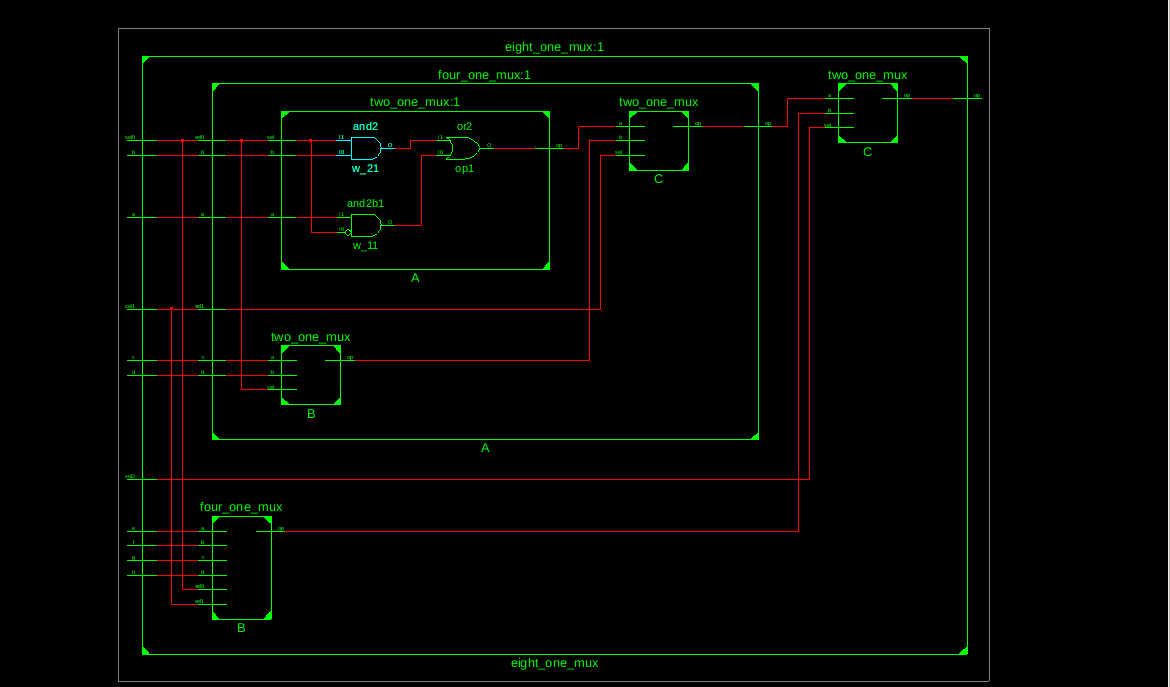 eight_one_mux:1
four_one_mux:1
two_one_mux
two_one_mux:1
two_one_mux
a
op
op
b
sel
C
and2
or2
a
op
op
sel0
sel0
sel
I1
O
I1
O
b
b
b
b
I0
I0
op
sel
w_21
op1
C
and2b1
a
a
a
I1
O
I0
w_11
A
sel1
sel1
two_one_mux
c
c
a
op
d
d
b
sel
B
A
sel2
four_one_mux
e
a
op
f
b
g
c
h
d
sel0
sel1
B
eight_one_mux